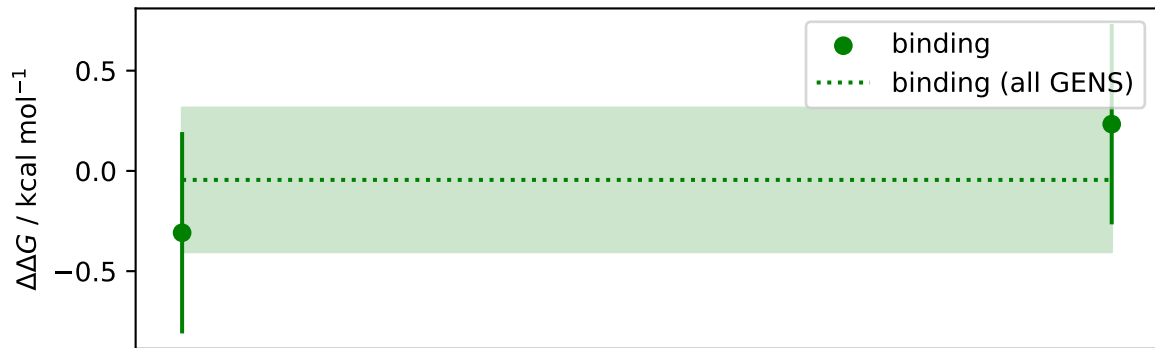 binding
binding (all GENS)
0.5
0.0
−0.5
ΔΔG / kcal mol⁻¹